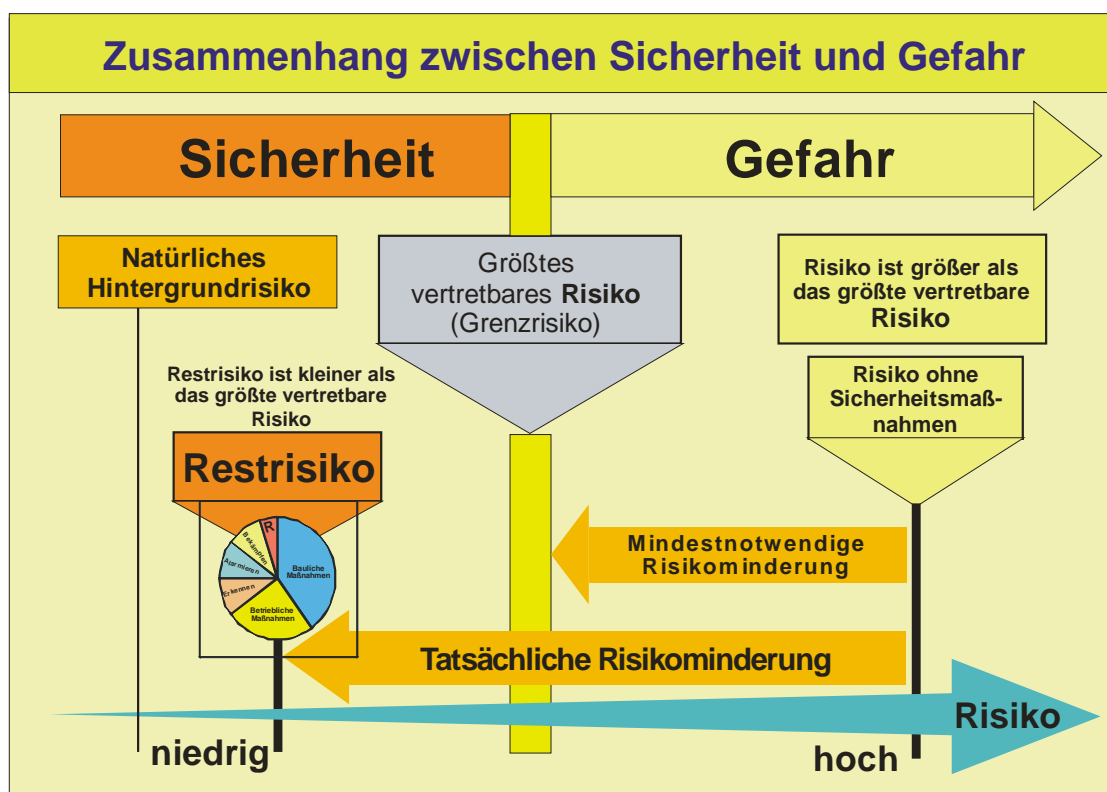 Zusammenhang zwischen Sicherheit und Gefahr
Sicherheit
Gefahr
Natürliches
Hintergrundrisiko
Größtes
vertretbares Risiko
(Grenzrisiko)
Risiko ist größer als
das größte vertretbare
Risiko
Restrisiko ist kleiner als
das größte vertretbare
Risiko
Risiko ohne
Sicherheitsmaß-
nahmen
Restrisiko
R
Bekämpfen
Alarmieren
Erkennen
Bauliche
Maßnahmen
Betriebliche
Maßnahmen
Mindestnotwendige
Risikominderung
Tatsächliche Risikominderung
Risiko
niedrig
hoch